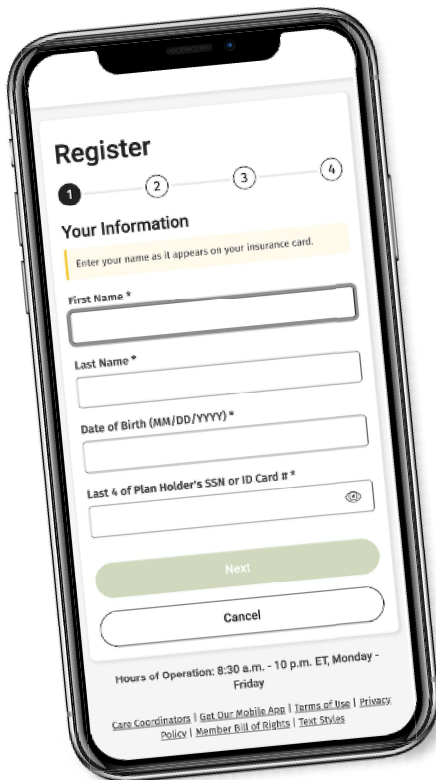 Register
1 2 3 4
Your Information
Enter your name as it appears on your insurance card.
First Name *
Last Name *
Date of Birth (MM/DD/YYYY) *
Last 4 of Plan Holder's SSN or ID Card # *
Next
Cancel
Hours of Operation: 8:30 a.m. - 10 p.m. ET, Monday -
Friday
Care Coordinators | Get Our Mobile App | Terms of Use | Privacy
Policy | Member Bill of Rights | Text Styles